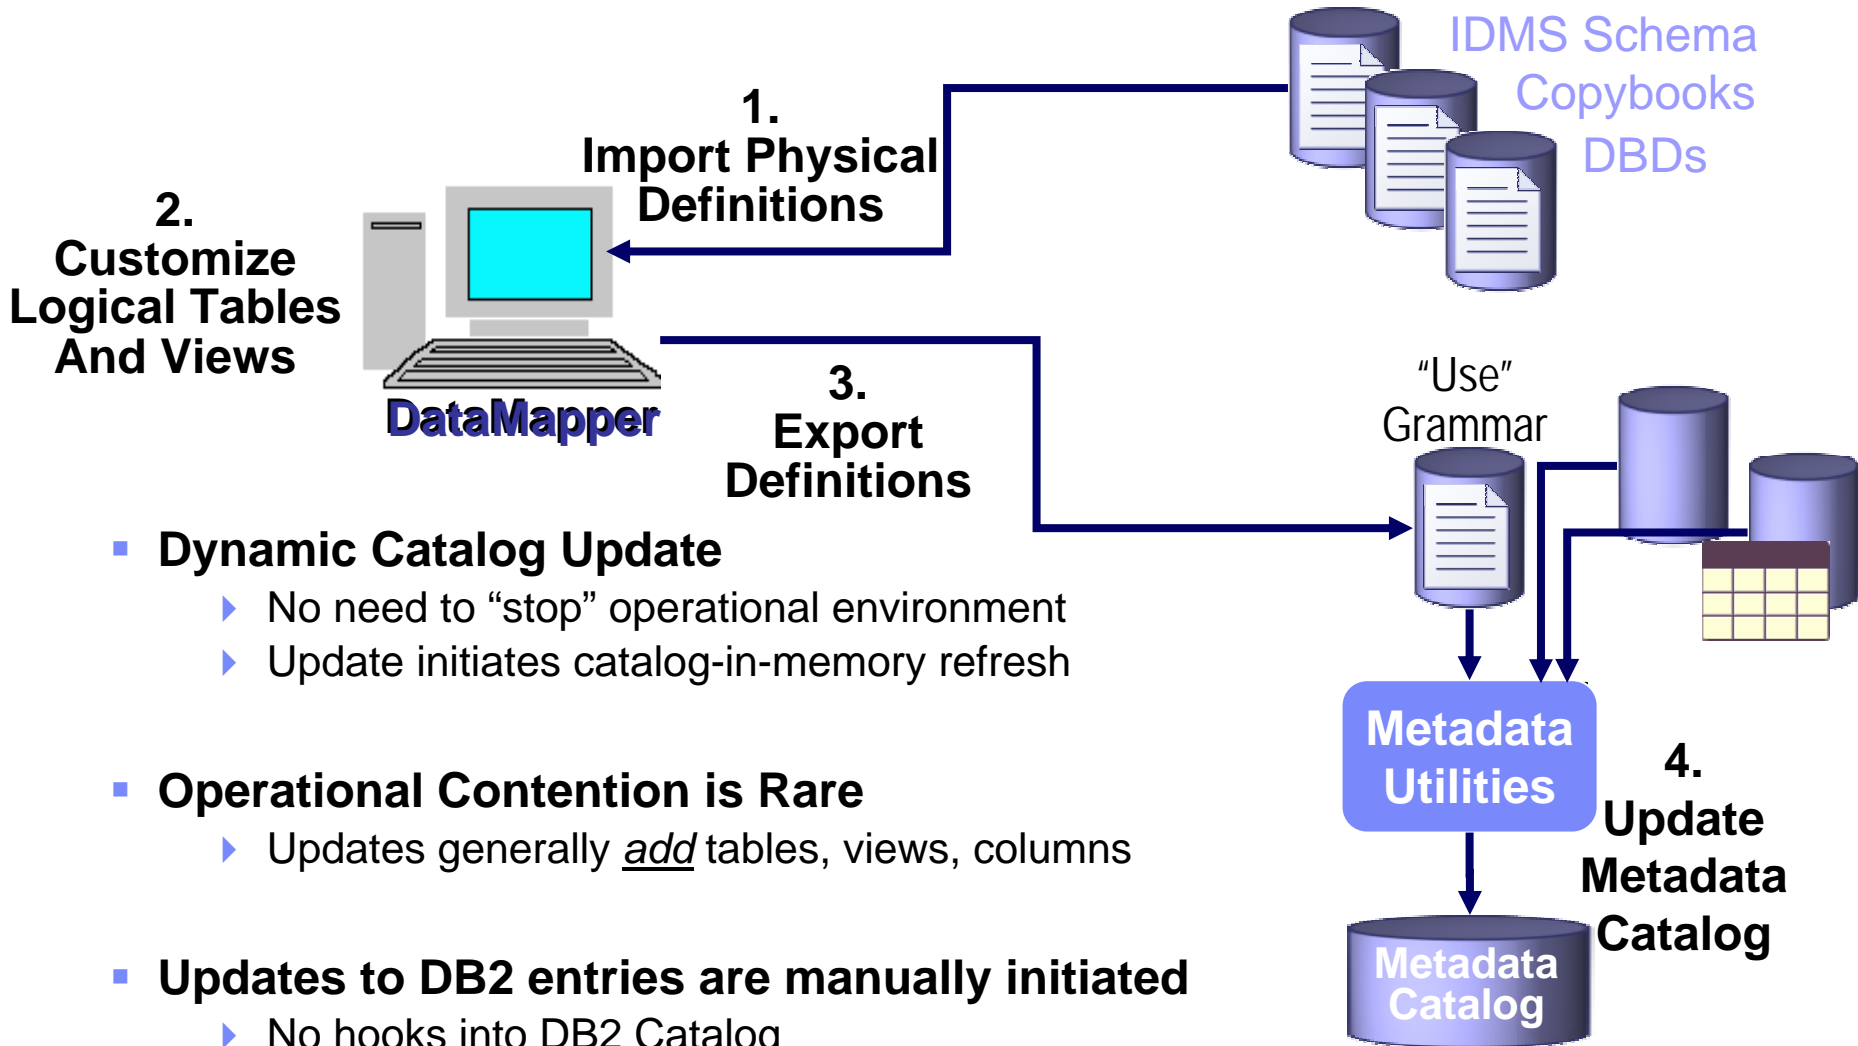 IDMS Schema
Copybooks
DBDs
1.
Import Physical
Definitions
2.
Customize
Logical Tables
And Views
DataMapper
3.
Export
Definitions
“Use”
Grammar
▪ Dynamic Catalog Update
No need to “stop” operational environment
Update initiates catalog-in-memory refresh
▪ Operational Contention is Rare
Updates generally add tables, views, columns
▪ Updates to DB2 entries are manually initiated
No hooks into DB2 Catalog
Metadata
Utilities
4.
Update
Metadata
Catalog
Metadata
Catalog